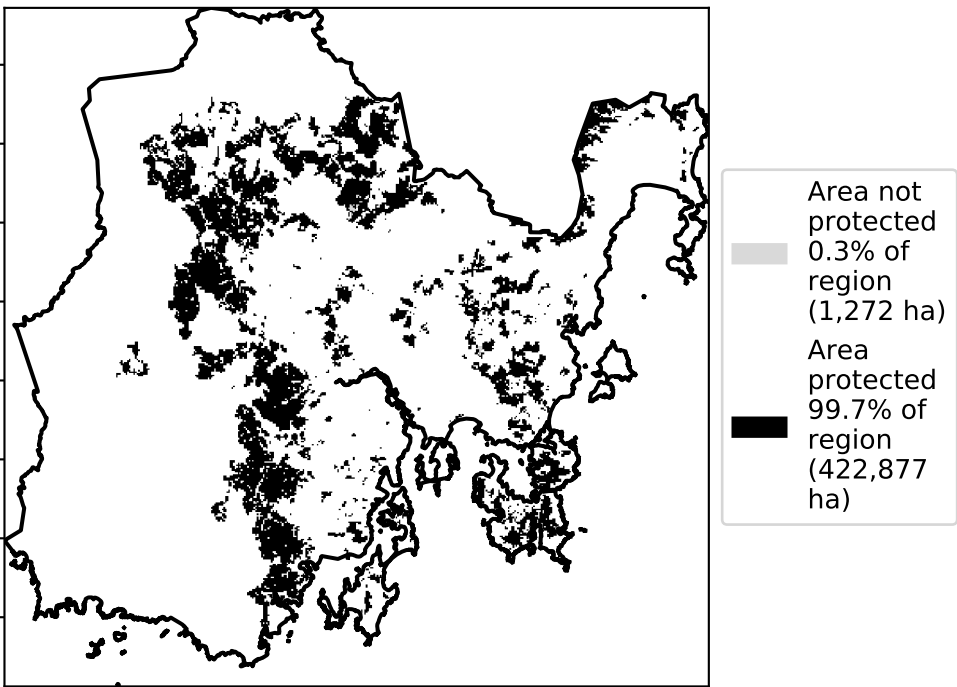 Area not
protected
0.3% of
region
(1,272 ha)
Area
protected
99.7% of
region
(422,877
ha)